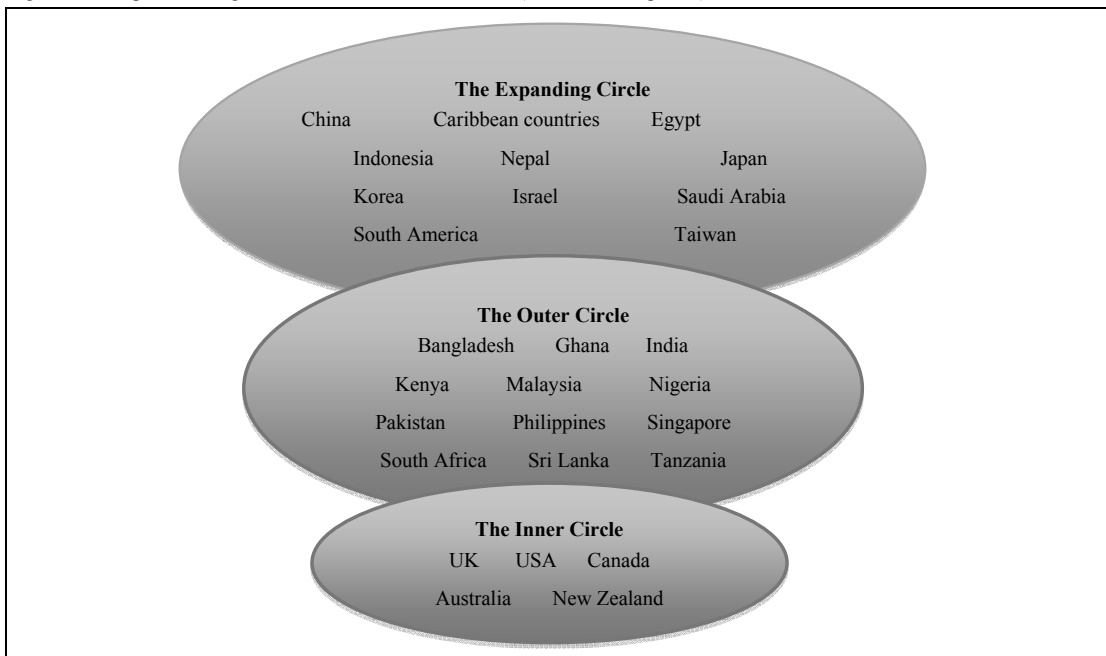 The Expanding Circle
China Caribbean countries Egypt
Indonesia Nepal Japan
Korea Israel Saudi Arabia
South America Taiwan
The Outer Circle
Bangladesh Ghana India
Kenya Malaysia Nigeria
Pakistan Philippines Singapore
South Africa Sri Lanka Tanzania
The Inner Circle
UK USA Canada
Australia New Zealand